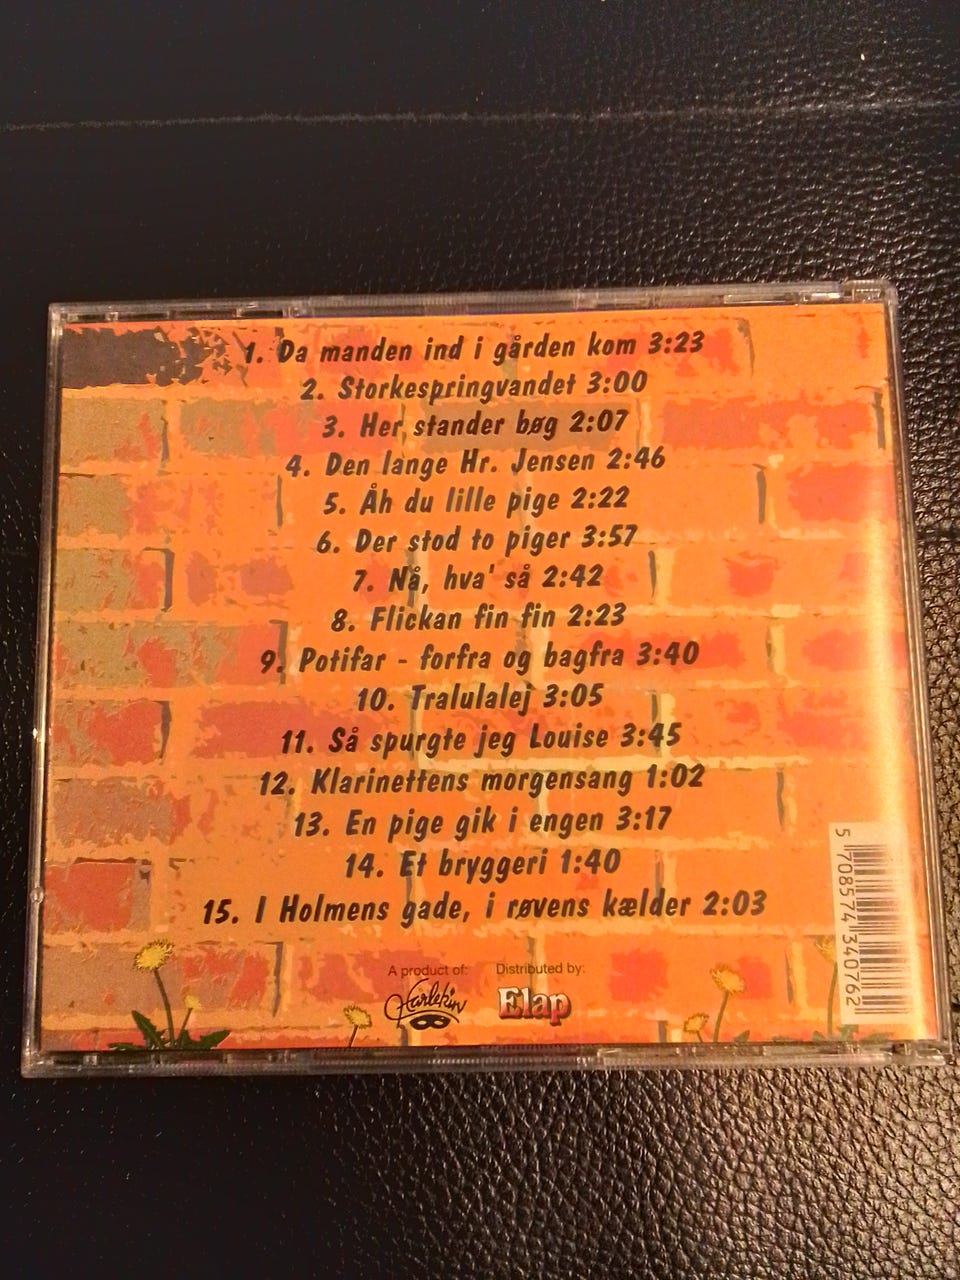 1. Da manden ind i gården kom 3:23
2. Storkespringvandet 3:00
3. Her stander bøg 2:07
4. Den lange Hr. Jensen 2:46
5. Åh du lille pige 2:22
6. Der stod to piger 3:57
7. Nå, hva' så 2:42
8. Flickan fin fin 2:23
9. Potifar - forfra og bagfra 3:40
10. Tralulalej 3:05
11. Så spurgte jeg Louise 3:45
12. Klarinettens morgensang 1:02
13. En pige gik i engen 3:17
14. Et bryggeri 1:40
15. I Holmens gade, i røvens kælder 2:03
A product of: Distributed by:
Harlekin Elap
5 708574 340762